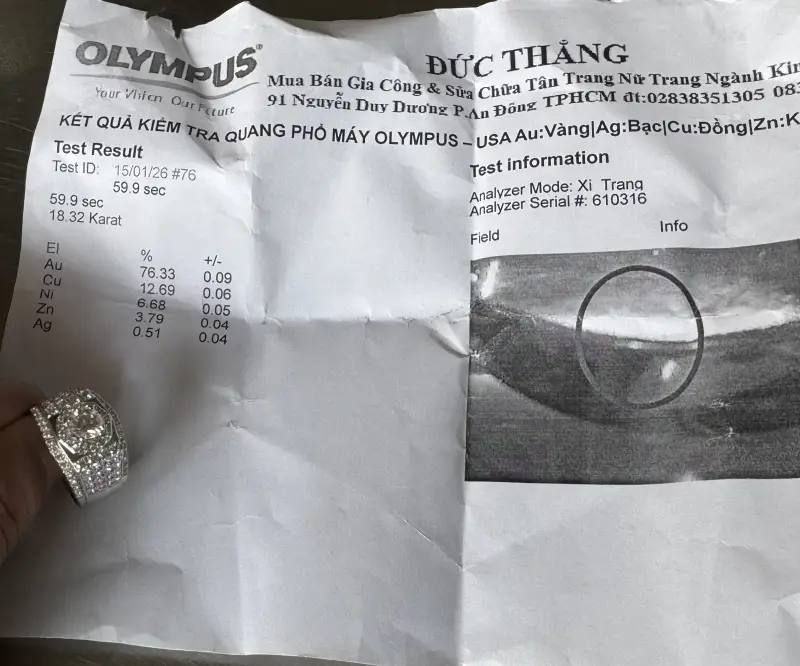 OLYMPUS®
Your Vision, Our Future
ĐỨC THẮNG
Mua Bán Gia Công & Sữa Chữa Tân Trang Nữ Trang Ngành
91 Nguyễn Duy Dương P.An Đông TPHCM đt:02838351305
KẾT QUẢ KIỂM TRA QUANG PHỔ MÁY OLYMPUS – USA Au:Vàng|Ag:Bạc|Cu:Đồng|Zn:K
Test Result
Test ID: 15/01/26 #76
59.9 sec
59.9 sec
18.32 Karat
El % +/-
Au 76.33 0.09
Cu 12.69 0.06
Ni 6.68 0.05
Zn 3.79 0.04
Ag 0.51 0.04
Test information
Analyzer Mode: Xi Trang
Analyzer Serial #: 610316
Field Info